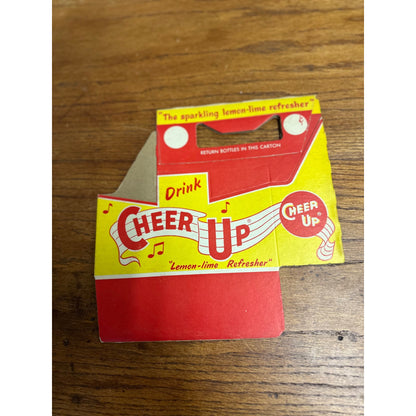 "The sparkling lemon-lime refresher"
RETURN BOTTLES IN THIS CARTON
Drink
CHEER UP®
CHEER UP®
"Lemon-lime Refresher"